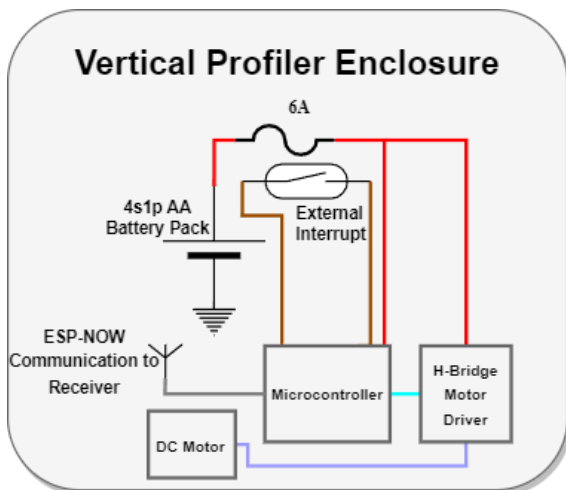 Vertical Profiler Enclosure
6A
4s1p AA
Battery Pack
External
Interrupt
ESP-NOW
Communication to
Receiver
Microcontroller
H-Bridge
Motor
Driver
DC Motor